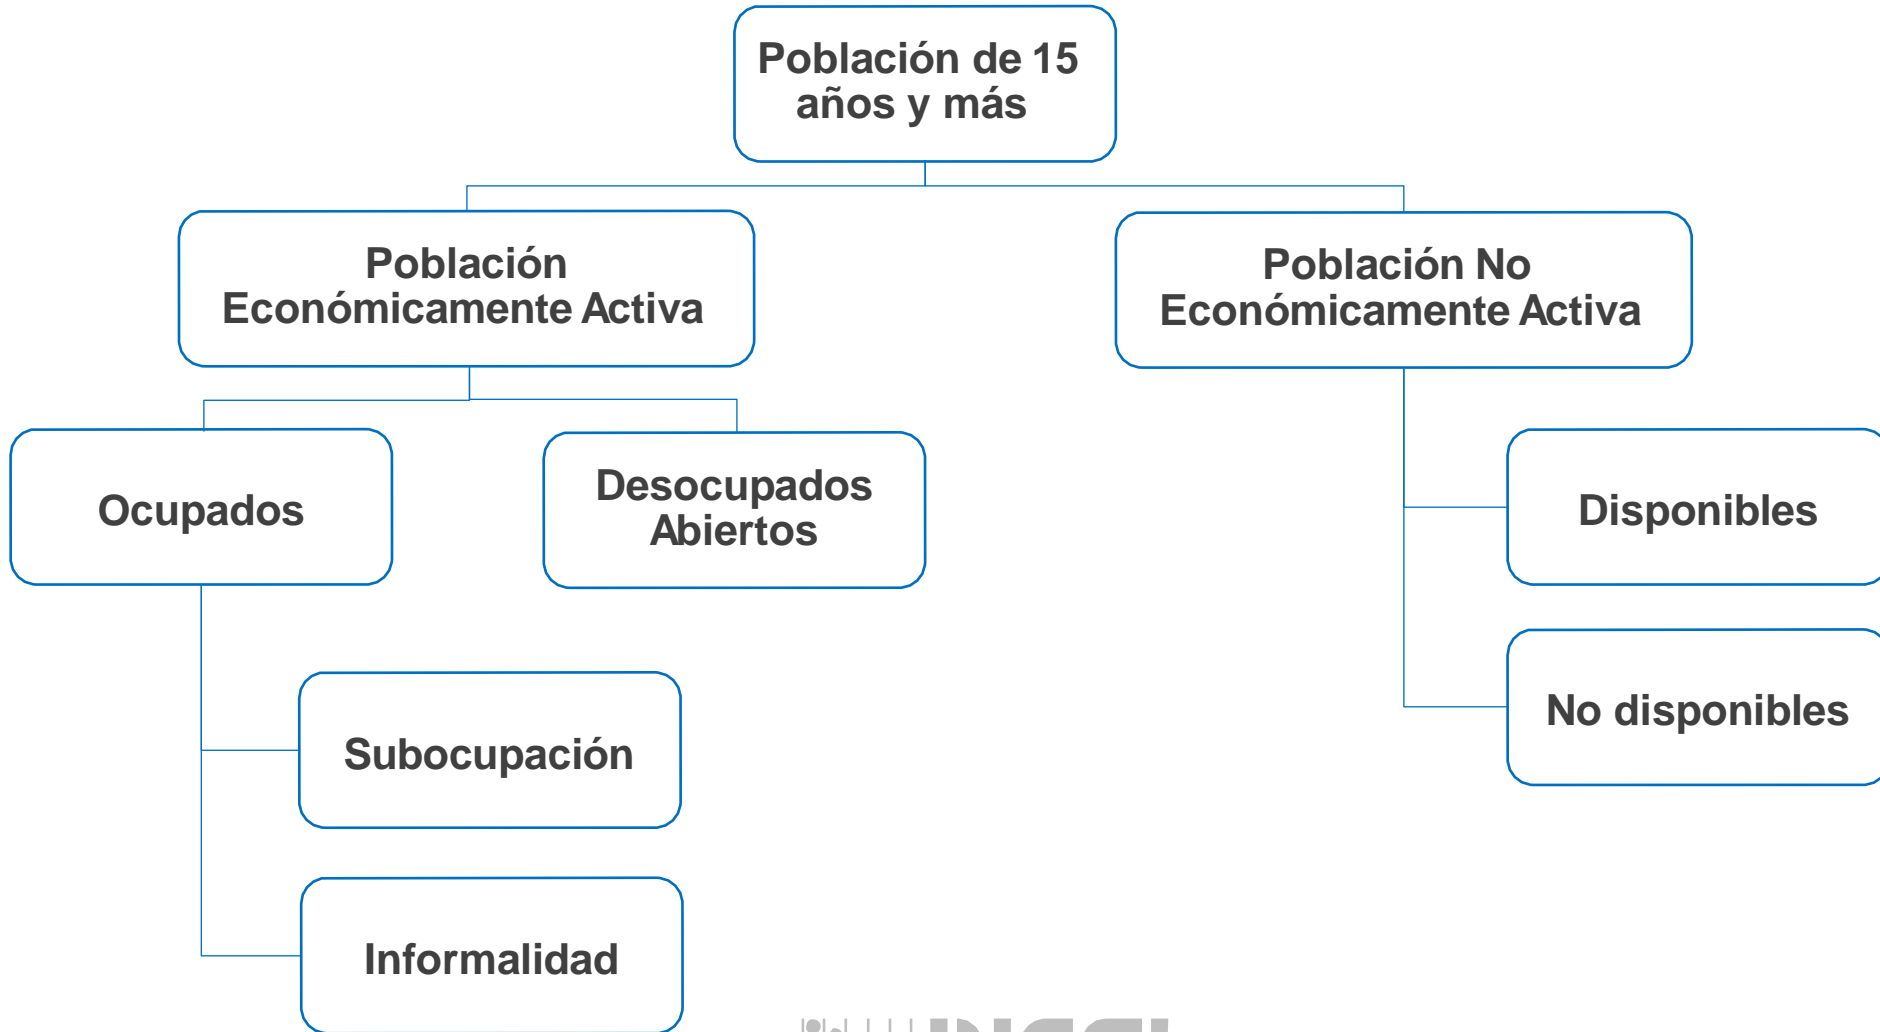 Población de 15
años y más
Población
Económicamente Activa
Población No
Económicamente Activa
Ocupados
Desocupados
Abiertos
Disponibles
No disponibles
Subocupación
Informalidad